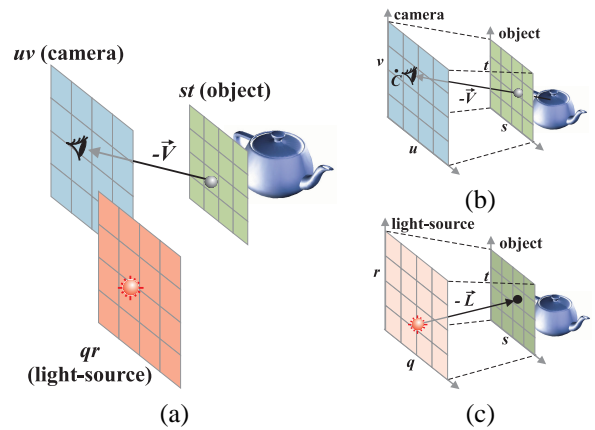 uv (camera)
st (object)
-V⃗
qr
(light-source)
(a)
camera
object
v
t
Ċ
-V⃗
s
u
(b)
light-source
object
r
t
- L⃗
s
q
(c)